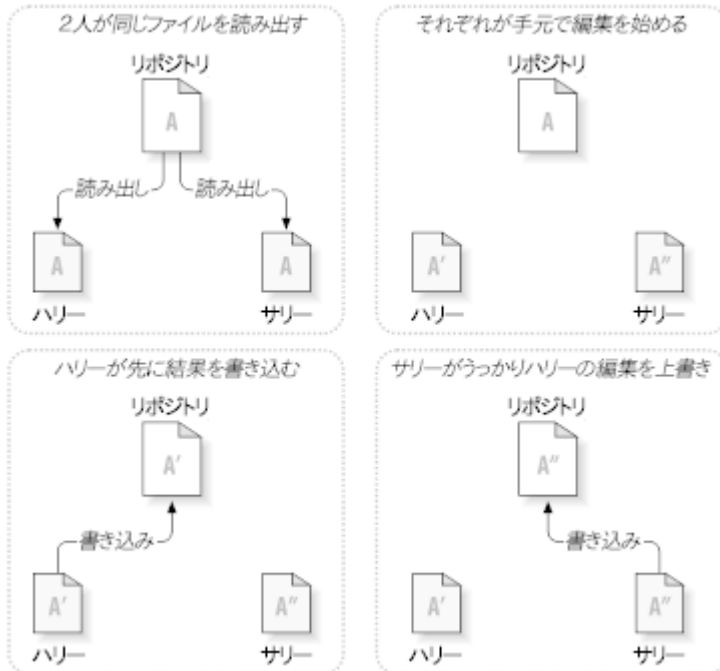 2人が同じファイルを読み出す
リポジトリ
A
読み出し
読み出し
A
A
ハリー
サリー
それぞれが手元で編集を始める
リポジトリ
A
A′
A″
ハリー
サリー
ハリーが先に結果を書き込む
リポジトリ
A′
書き込み
A′
A″
ハリー
サリー
サリーがうっかりハリーの編集を上書き
リポジトリ
A″
書き込み
A′
A″
ハリー
サリー